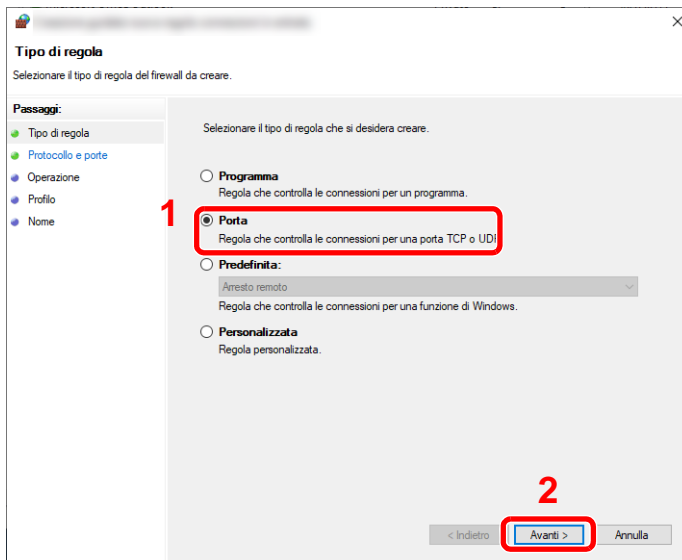 Tipo di regola
Selezionare il tipo di regola del firewall da creare.
Passaggi:
Tipo di regola
Protocollo e porte
Operazione
Profilo
Nome
Selezionare il tipo di regola che si desidera creare.
Programma
Regola che controlla le connessioni per un programma.
1
Porta
Regola che controlla le connessioni per una porta TCP o UDP
Predefinita:
Arresto remoto
Regola che controlla le connessioni per una funzione di Windows.
Personalizzata
Regola personalizzata.
2
< Indietro
Avanti >
Annulla